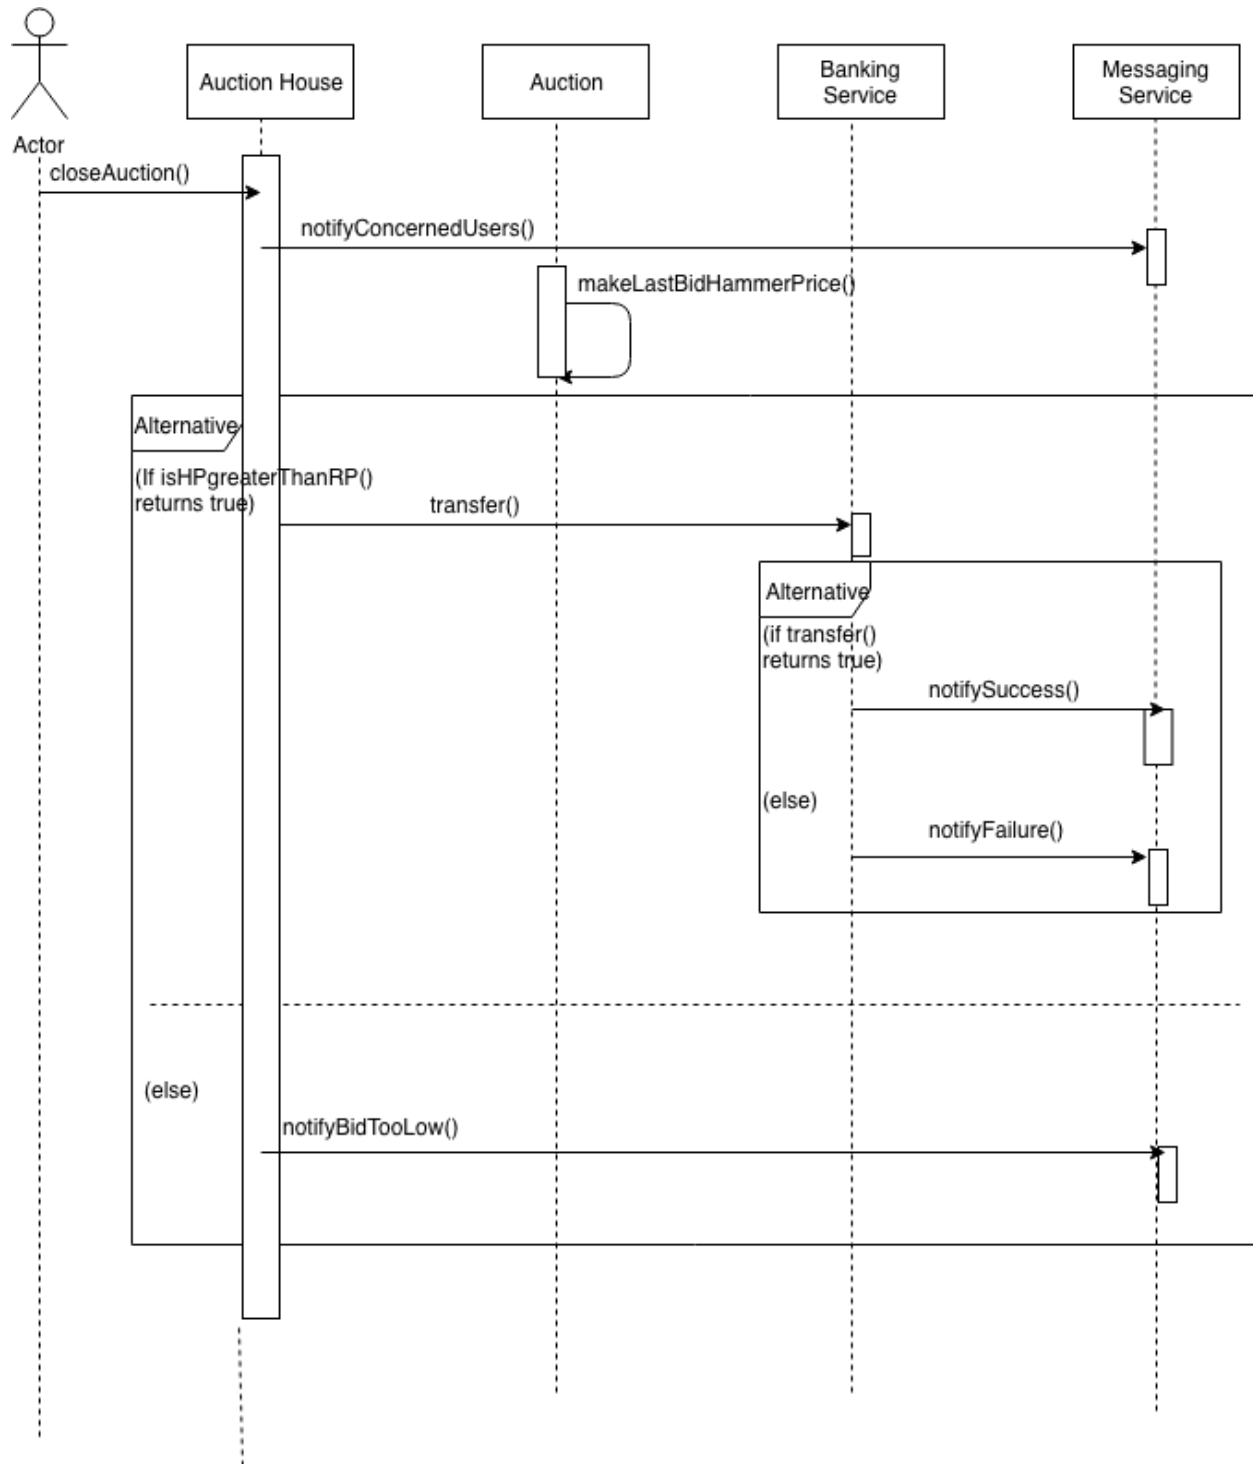 Actor
Auction House
Auction
Banking
Service
Messaging
Service
closeAuction()
notifyConcernedUsers()
makeLastBidHammerPrice()
Alternative
(If isHPgreaterThanRP()
returns true)
transfer()
Alternative
(if transfer()
returns true)
notifySuccess()
(else)
notifyFailure()
(else)
notifyBidTooLow()